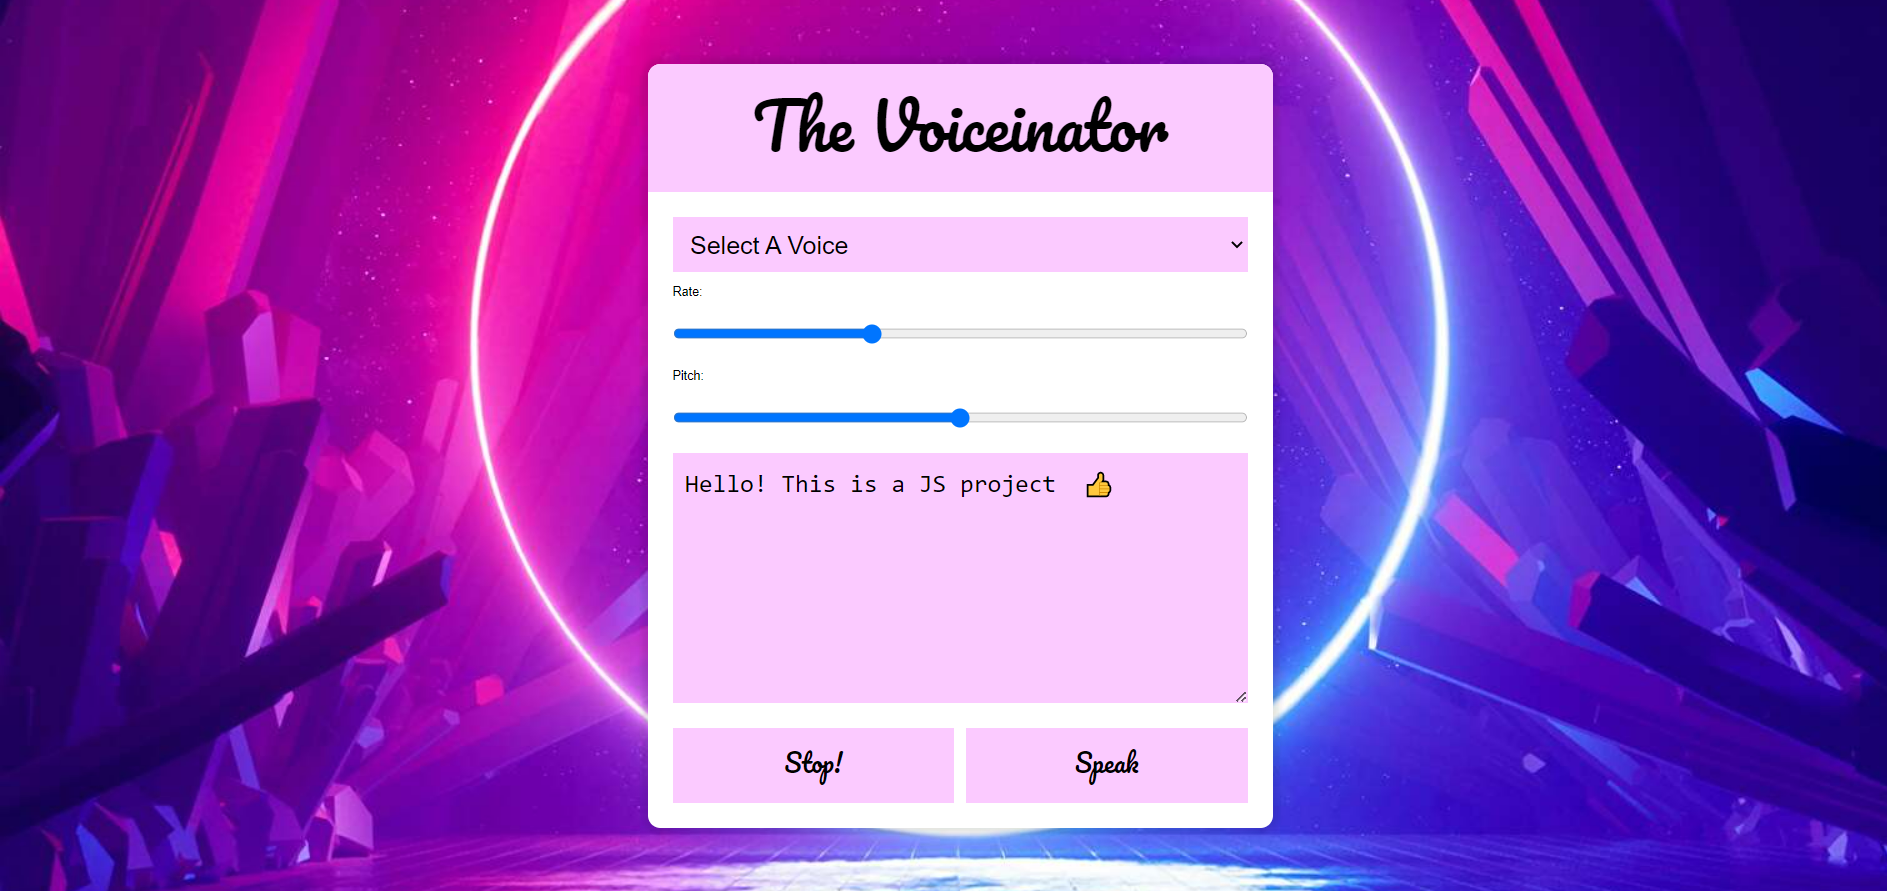 The Voiceinator
Select A Voice
Rate:
Pitch:
Hello! This is a JS project 👍
Stop!
Speak